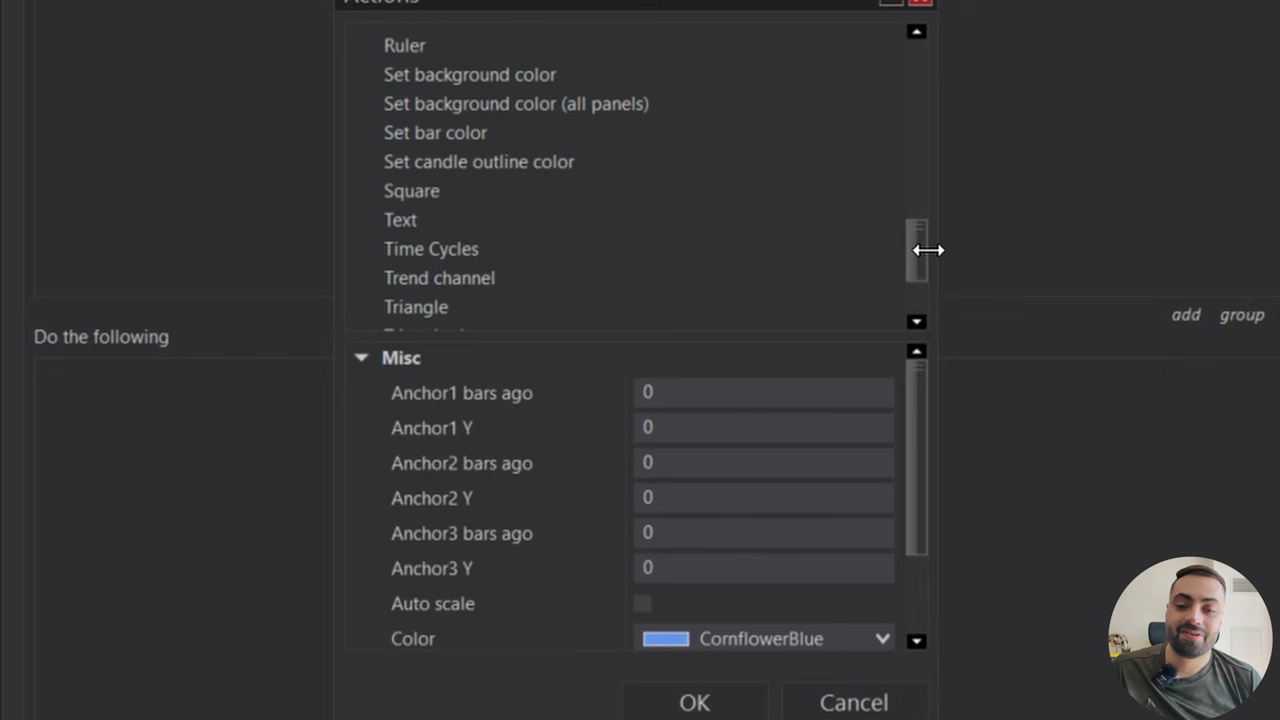 Actions
Ruler
Set background color
Set background color (all panels)
Set bar color
Set candle outline color
Square
Text
Time Cycles
Trend channel
Triangle
add group
Do the following
Misc
Anchor1 bars ago 0
Anchor1 Y 0
Anchor2 bars ago 0
Anchor2 Y 0
Anchor3 bars ago 0
Anchor3 Y 0
Auto scale
Color CornflowerBlue
OK Cancel